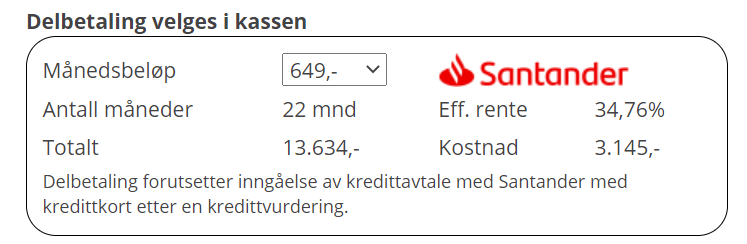 Delbetaling velges i kassen
Månedsbeløp 649,- Santander
Antall måneder 22 mnd Eff. rente 34,76%
Totalt 13.634,- Kostnad 3.145,-
Delbetaling forutsetter inngåelse av kredittavtale med Santander med
kredittkort etter en kredittvurdering.